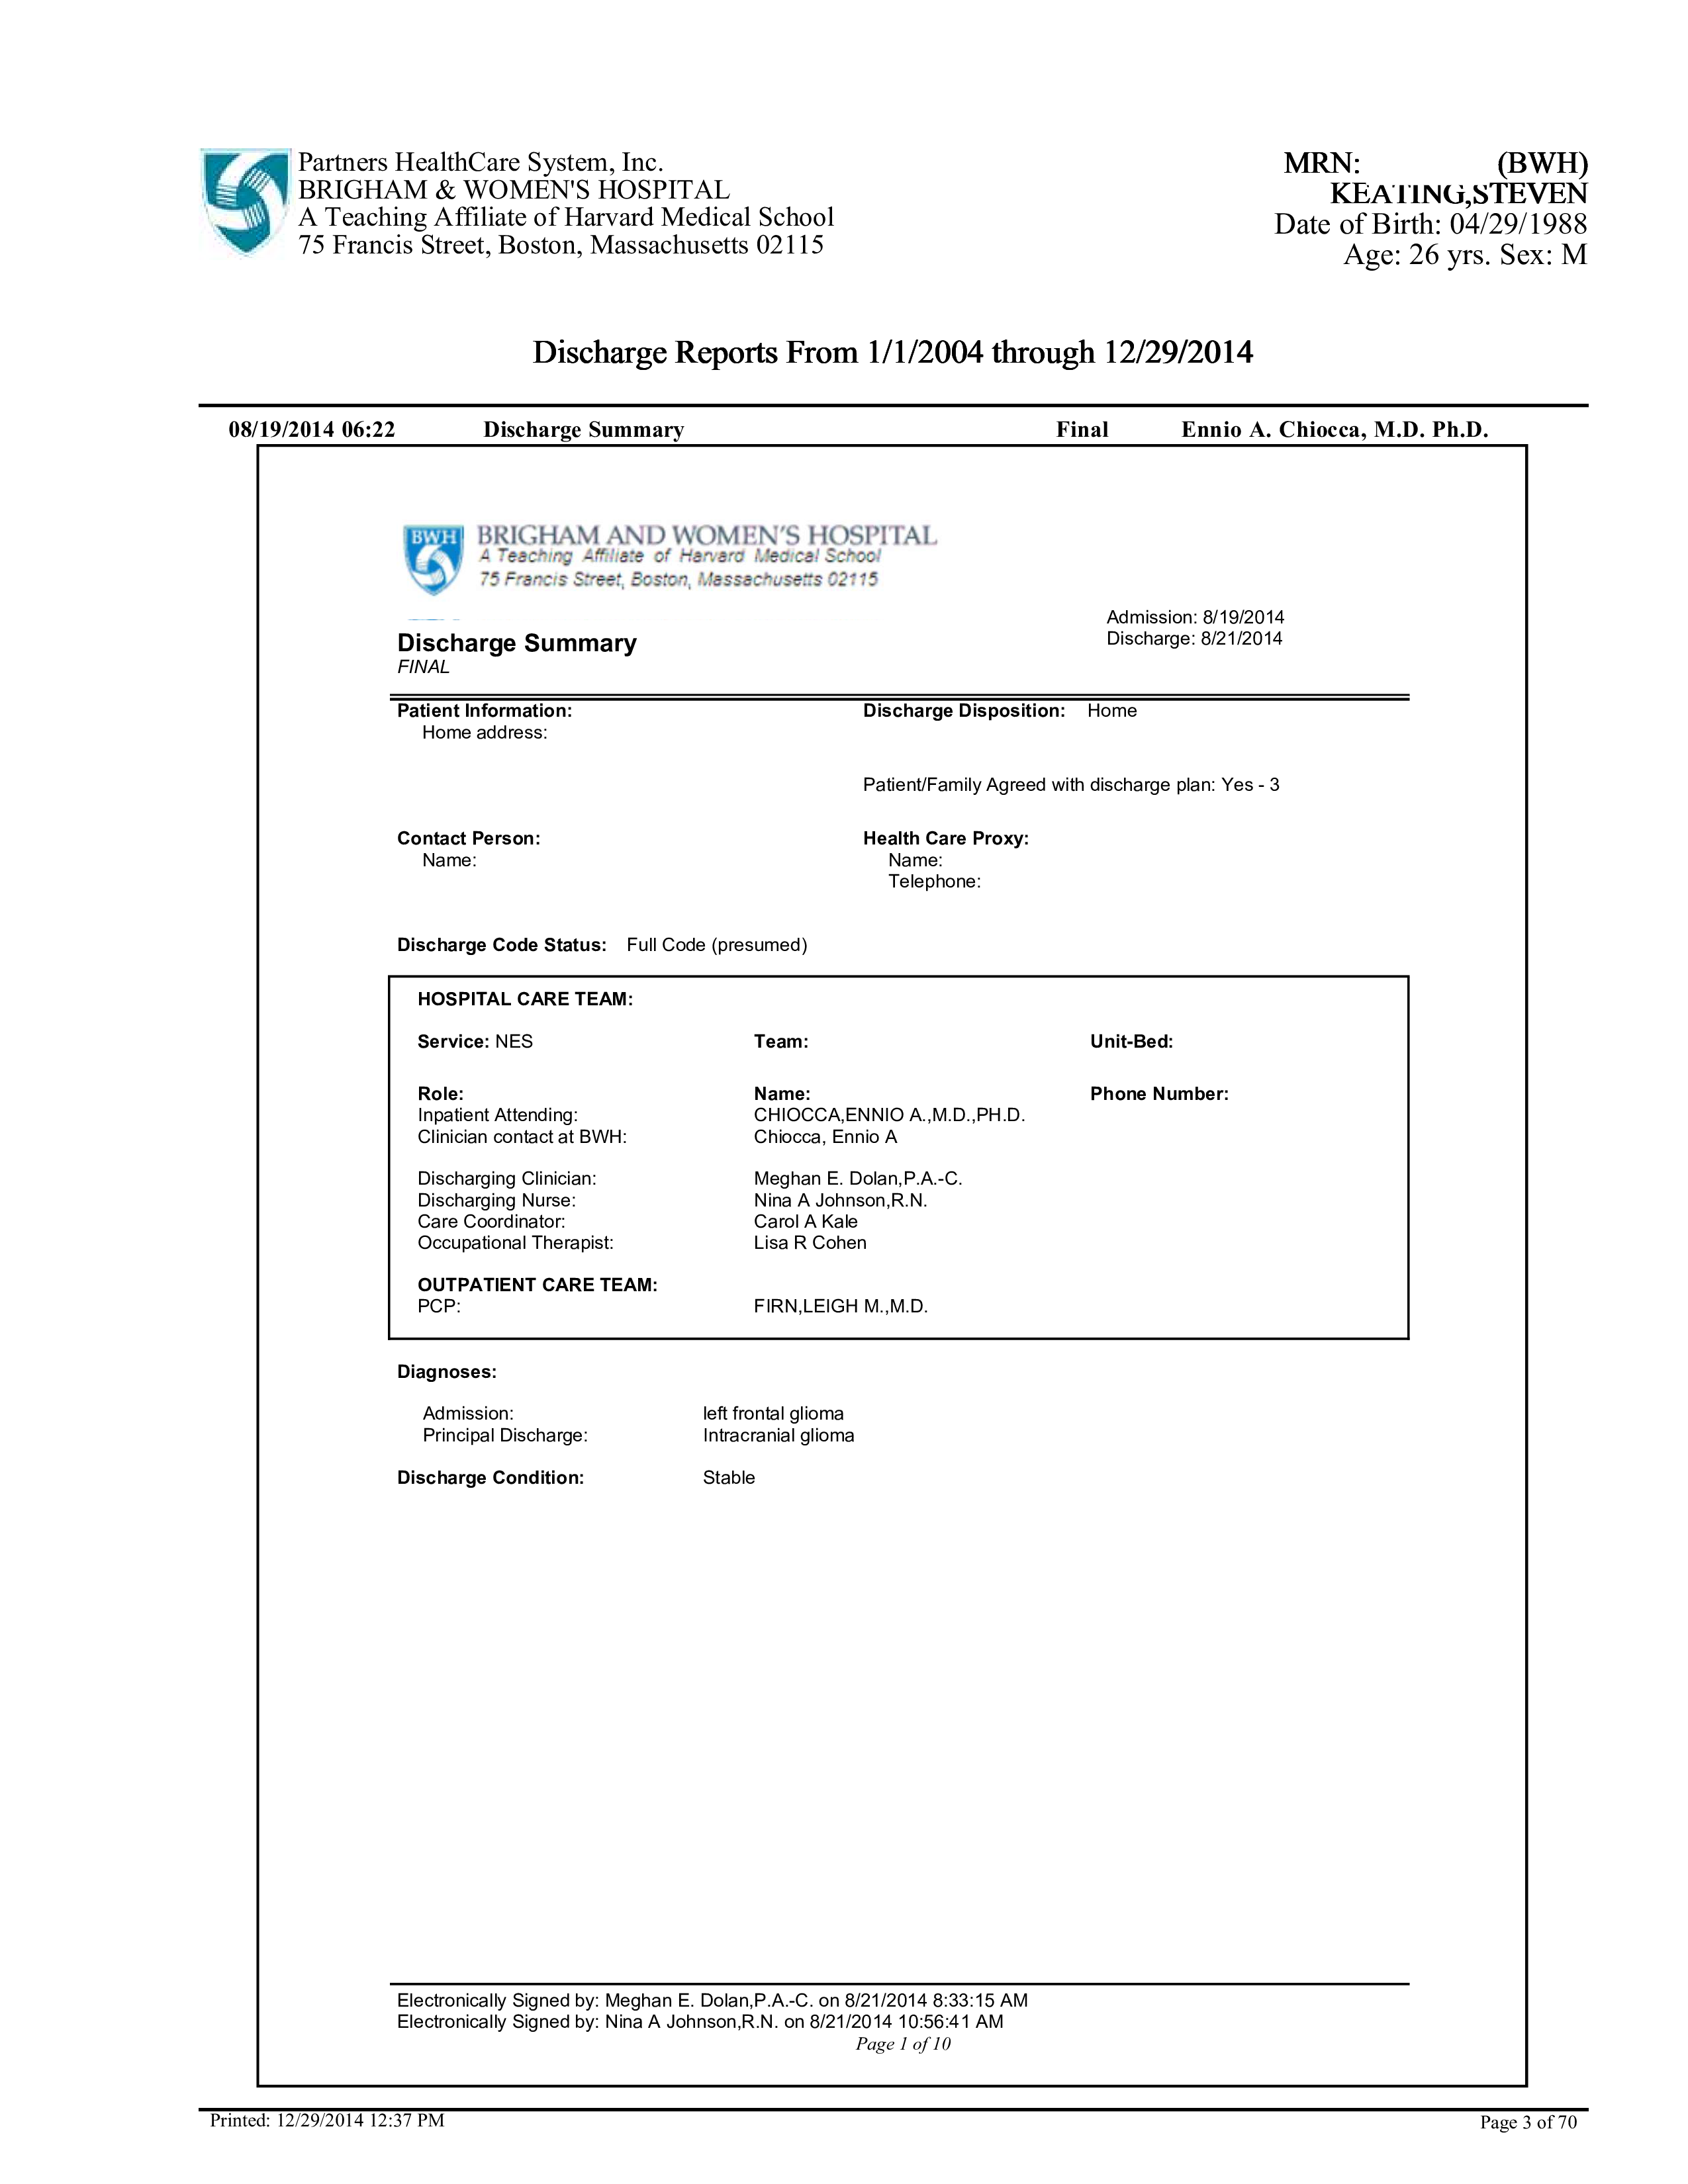 Partners HealthCare System, Inc.
BRIGHAM & WOMEN'S HOSPITAL
A Teaching Affiliate of Harvard Medical School
75 Francis Street, Boston, Massachusetts 02115
MRN: (BWH)
KEATING,STEVEN
Date of Birth: 04/29/1988
Age: 26 yrs. Sex: M
Discharge Reports From 1/1/2004 through 12/29/2014
08/19/2014 06:22 Discharge Summary Final Ennio A. Chiocca, M.D. Ph.D.
BWH
BRIGHAM AND WOMEN'S HOSPITAL
A Teaching Affiliate of Harvard Medical School
75 Francis Street, Boston, Massachusetts 02115
Admission: 8/19/2014
Discharge: 8/21/2014
Discharge Summary
FINAL
Patient Information: Discharge Disposition: Home
Home address:
Patient/Family Agreed with discharge plan: Yes - 3
Contact Person: Health Care Proxy:
Name: Name:
Telephone:
Discharge Code Status: Full Code (presumed)
HOSPITAL CARE TEAM:
Service: NES Team: Unit-Bed:
Role: Name: Phone Number:
Inpatient Attending: CHIOCCA,ENNIO A.,M.D.,PH.D.
Clinician contact at BWH: Chiocca, Ennio A
Discharging Clinician: Meghan E. Dolan,P.A.-C.
Discharging Nurse: Nina A Johnson,R.N.
Care Coordinator: Carol A Kale
Occupational Therapist: Lisa R Cohen
OUTPATIENT CARE TEAM:
PCP: FIRN,LEIGH M.,M.D.
Diagnoses:
Admission: left frontal glioma
Principal Discharge: Intracranial glioma
Discharge Condition: Stable
Electronically Signed by: Meghan E. Dolan,P.A.-C. on 8/21/2014 8:33:15 AM
Electronically Signed by: Nina A Johnson,R.N. on 8/21/2014 10:56:41 AM
Page 1 of 10
Printed: 12/29/2014 12:37 PM Page 3 of 70